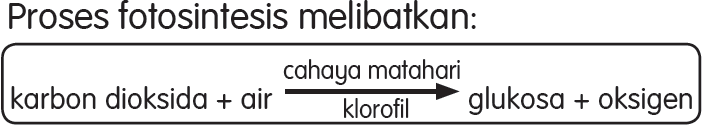 Proses fotosintesis melibatkan:
cahaya matahari
karbon dioksida + air glukosa + oksigen
klorofil